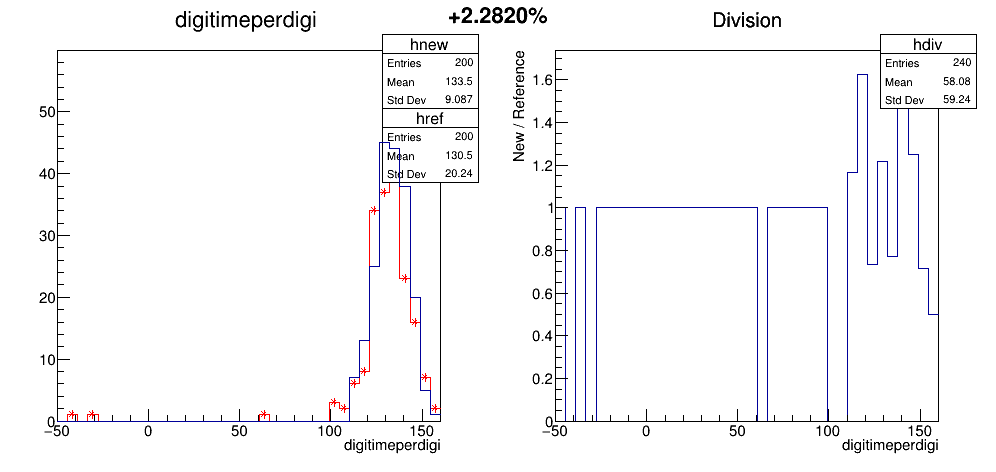 digitimeperdigi
+2.2820%
Division
hnew
Entries 200
Mean 133.5
Std Dev 9.087
href
Entries 200
Mean 130.5
Std Dev 20.24
50
40
30
20
10
0
−50 0 50 100 150
digitimeperdigi
hdiv
Entries 240
Mean 58.08
Std Dev 59.24
New / Reference
1.6
1.4
1.2
1
0.8
0.6
0.4
0.2
0
−50 0 50 100 150
digitimeperdigi